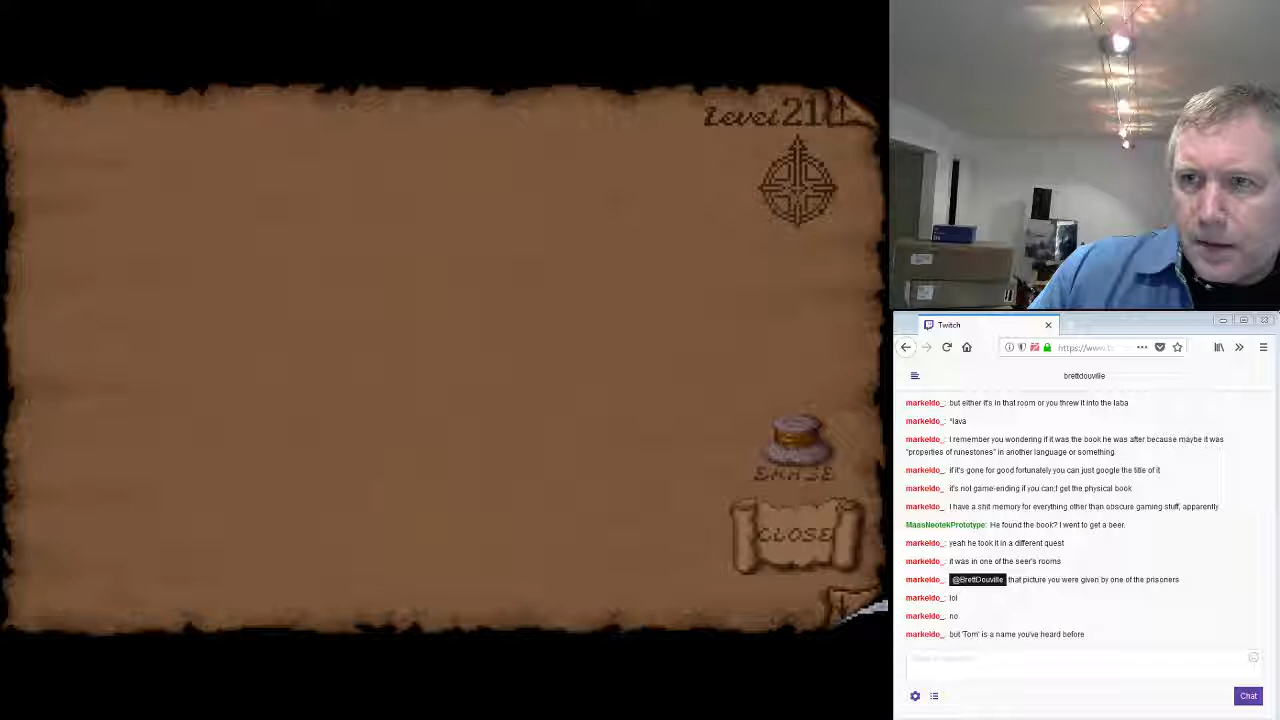 Level 21
ERASE
CLOSE
Twitch
https://www.tw
brettdouville
markeldo_: but either it's in that room or you threw it into the laba
markeldo_: *lava
markeldo_: I remember you wondering if it was the book he was after because maybe it was
"properties of runestones" in another language or something
markeldo_: if it's gone for good fortunately you can just google the title of it
markeldo_: it's not game-ending if you can;t get the physical book
markeldo_: I have a shit memory for everything other than obscure gaming stuff, apparently
MaasNeotekPrototype: He found the book? I went to get a beer.
markeldo_: yeah he took it in a different quest
markeldo_: it was in one of the seer's rooms
markeldo_: @BrettDouville that picture you were given by one of the prisoners
markeldo_: lol
markeldo_: no
markeldo_: but 'Tom' is a name you've heard before
Chat